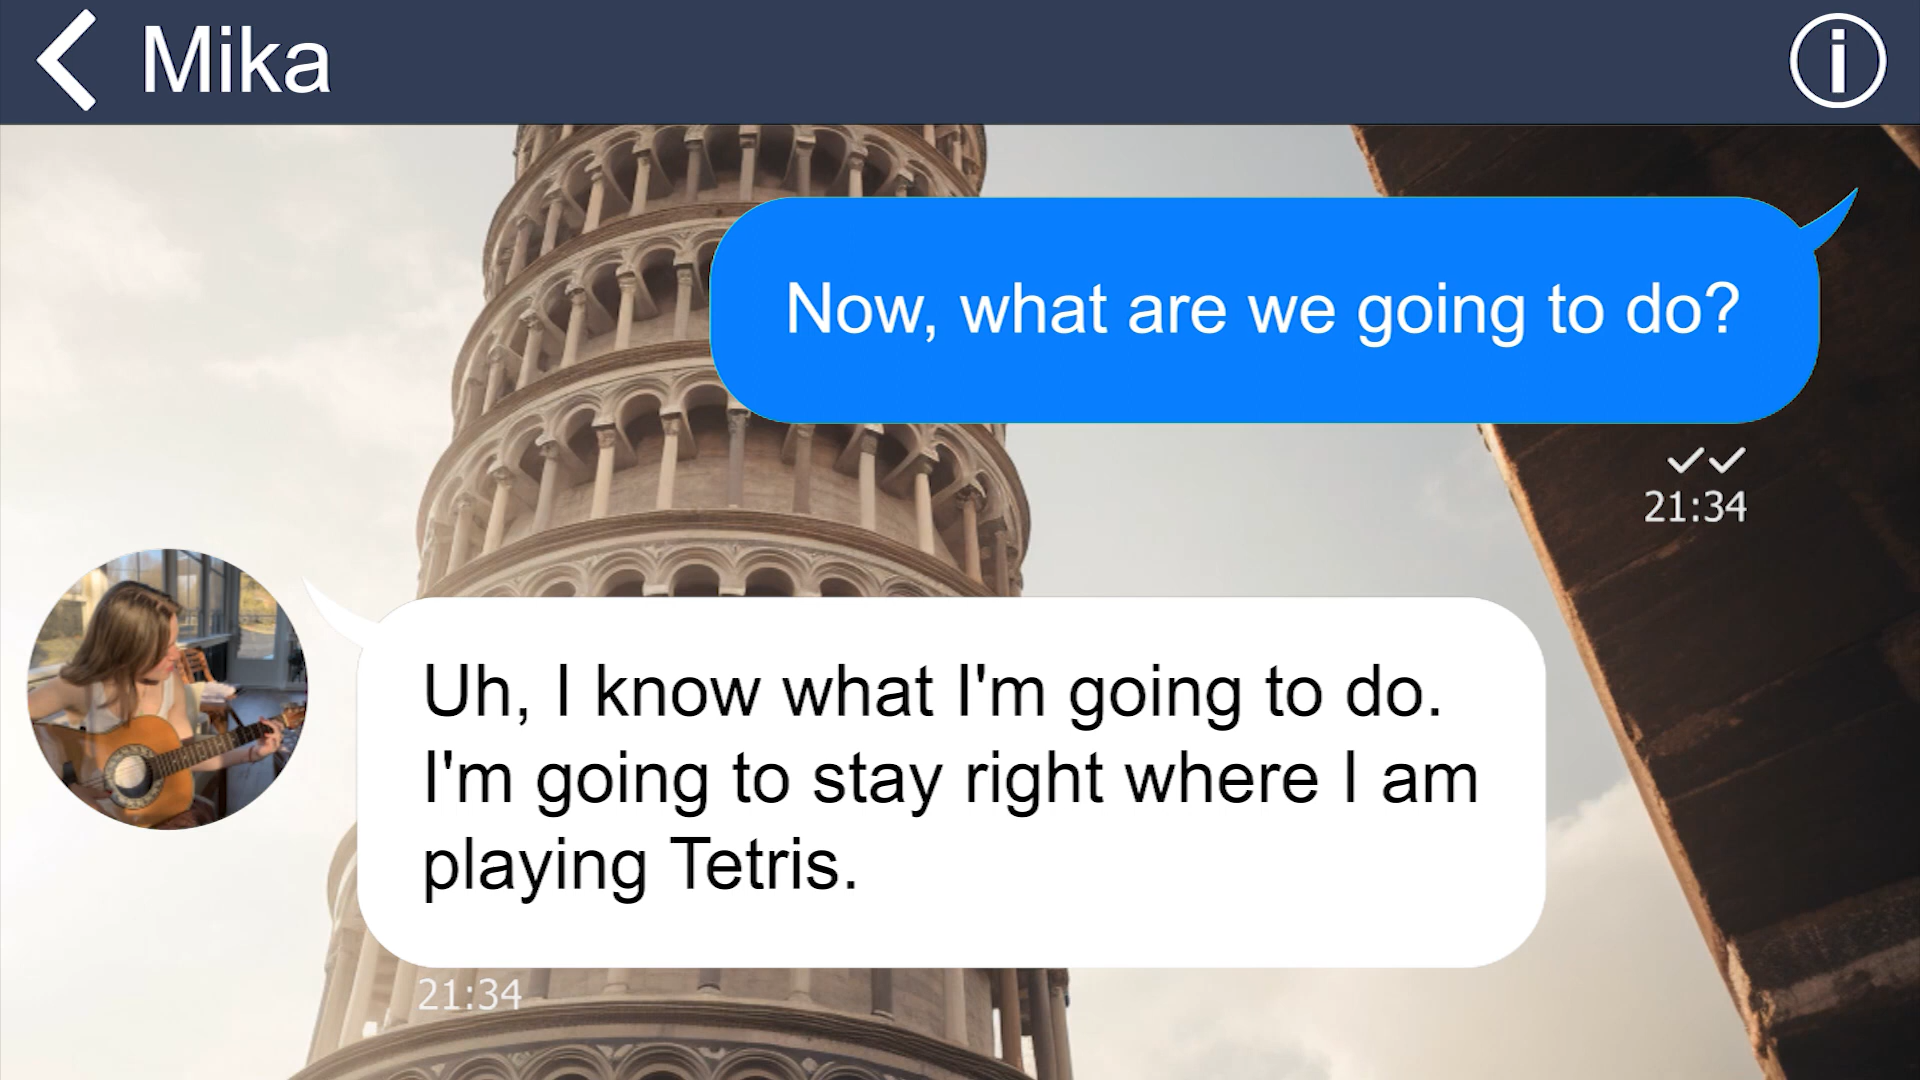 Mika
Now, what are we going to do?
21:34
Uh, I know what I'm going to do.
I'm going to stay right where I am
playing Tetris.
21:34